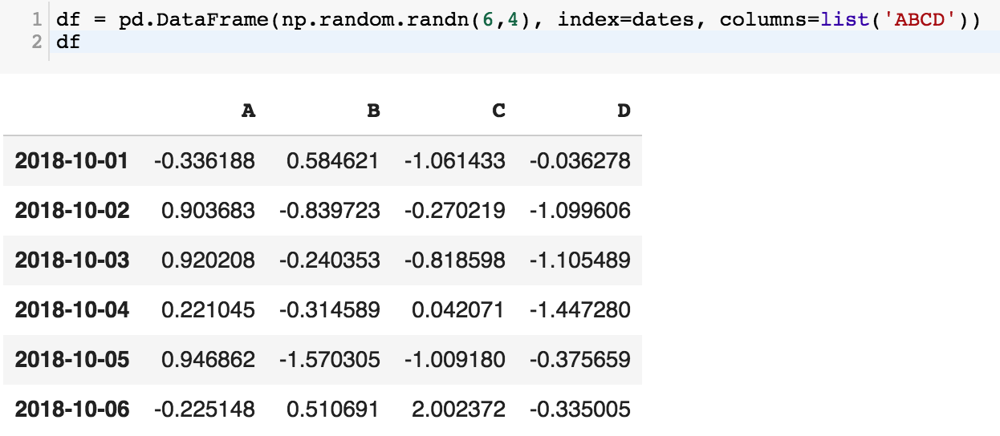 1 df = pd.DataFrame(np.random.randn(6,4), index=dates, columns=list('ABCD'))
2 df
A B C D
2018-10-01 -0.336188 0.584621 -1.061433 -0.036278
2018-10-02 0.903683 -0.839723 -0.270219 -1.099606
2018-10-03 0.920208 -0.240353 -0.818598 -1.105489
2018-10-04 0.221045 -0.314589 0.042071 -1.447280
2018-10-05 0.946862 -1.570305 -1.009180 -0.375659
2018-10-06 -0.225148 0.510691 2.002372 -0.335005